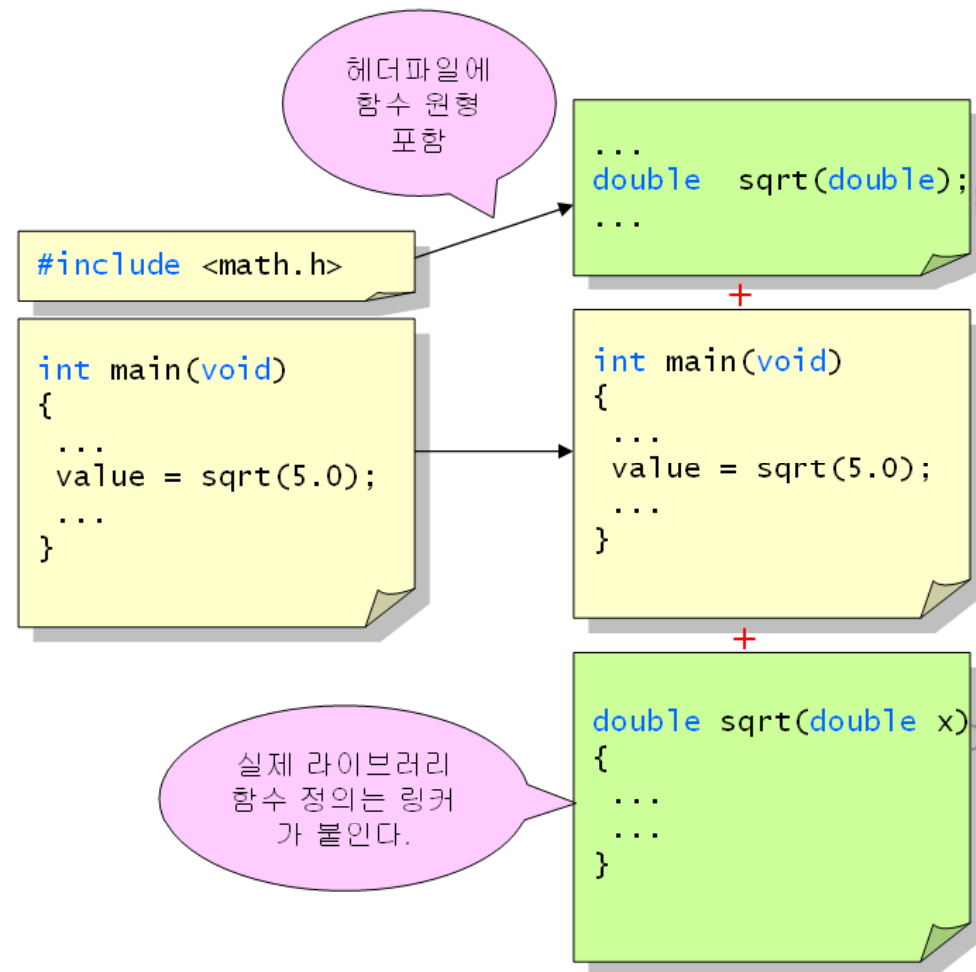 헤더파일에
함수 원형
포함
...
double  sqrt(double);
...
#include <math.h>
+
int main(void)
{
 ...
 value = sqrt(5.0);
 ...
}
int main(void)
{
 ...
 value = sqrt(5.0);
 ...
}
+
실제 라이브러리
함수 정의는 링커
가 붙인다.
double sqrt(double x)
{
 ...
 ...
}